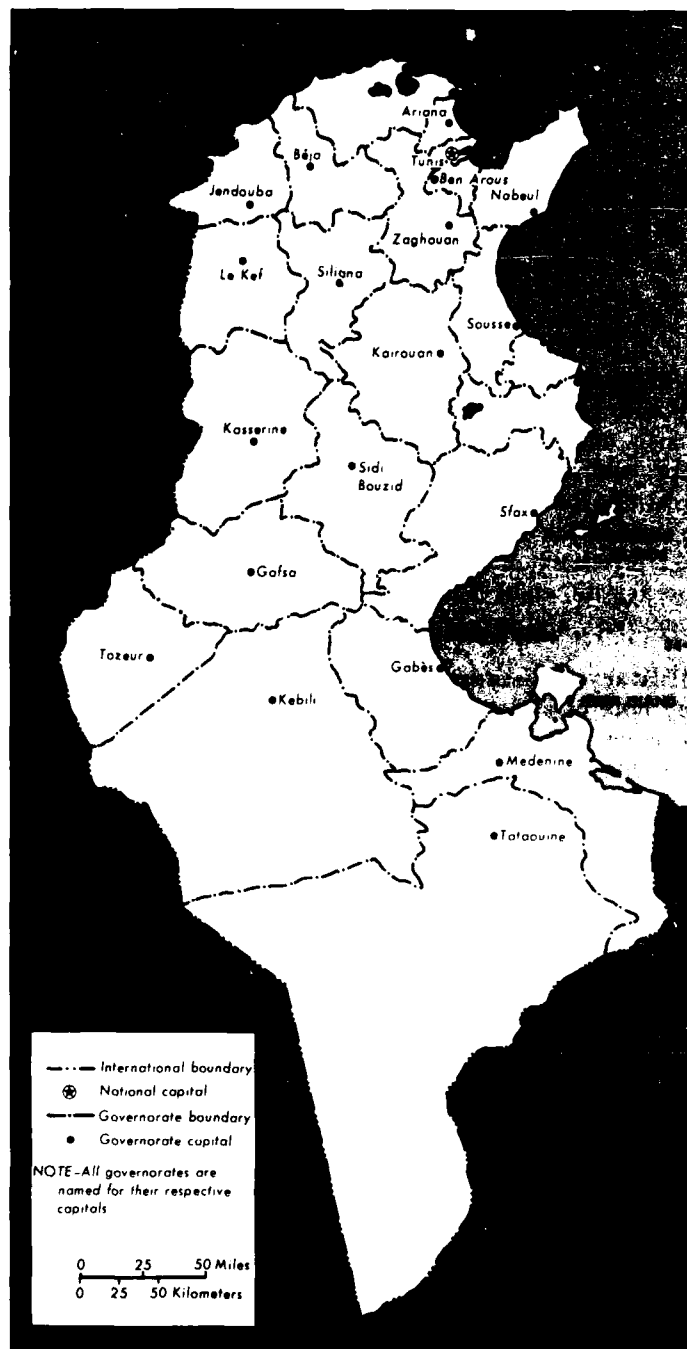 Ariana
Tunis
Béja
Ben Arous
Jendouba
Nabeul
Zaghouan
Le Kef
Siliana
Sousse
Kairouan
Kasserine
Sidi
Bouzid
Sfax
Gafsa
Tozeur
Gabès
Kebili
Medenine
Tataouine
International boundary
National capital
Governorate boundary
Governorate capital
NOTE-All governorates are
named for their respective
capitals
0 25 50 Miles
0 25 50 Kilometers